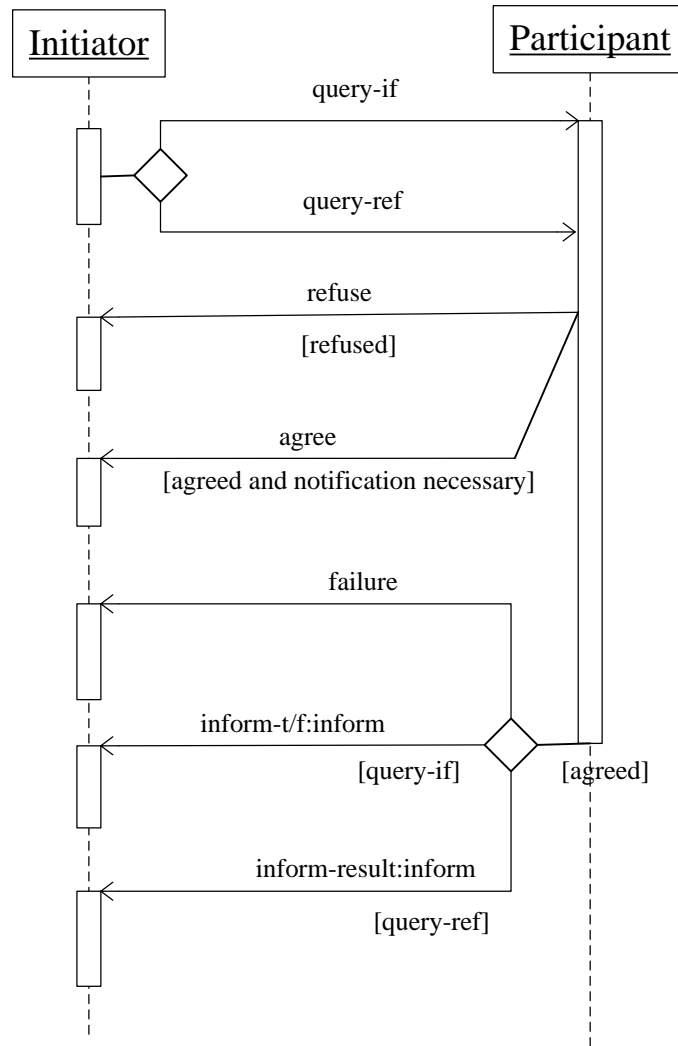 Initiator
Participant
query-if
query-ref
refuse
[refused]
agree
[agreed and notification necessary]
failure
inform-t/f:inform
[query-if]
[agreed]
inform-result:inform
[query-ref]